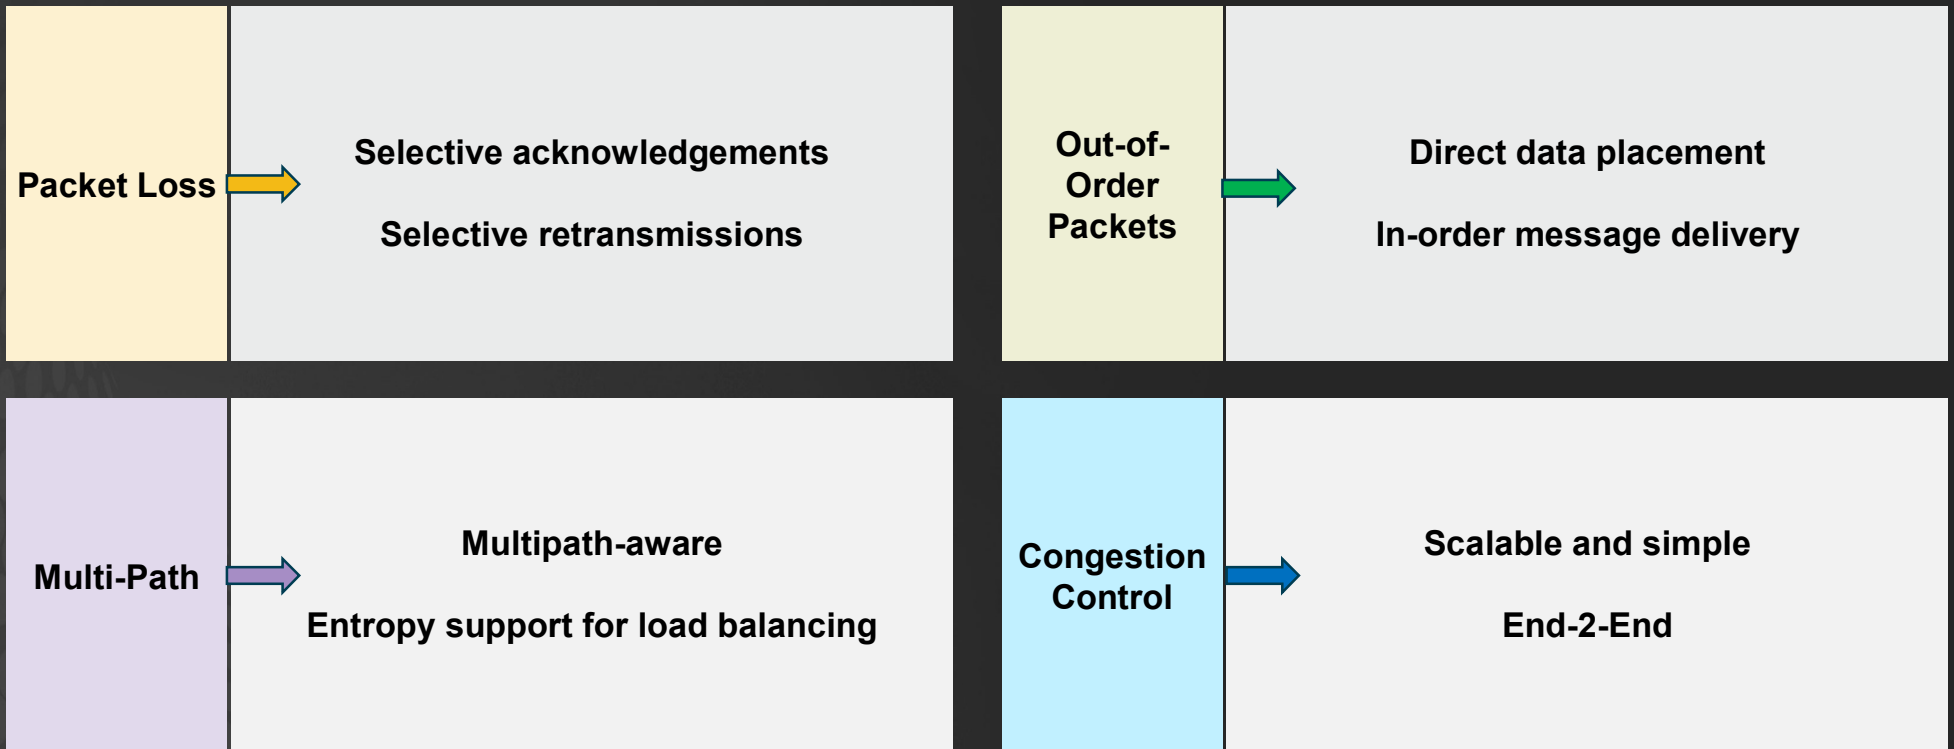 Packet Loss
Selective acknowledgements
Selective retransmissions
Out-of-
Order
Packets
Direct data placement
In-order message delivery
Multi-Path
Multipath-aware
Entropy support for load balancing
Congestion
Control
Scalable and simple
End-2-End